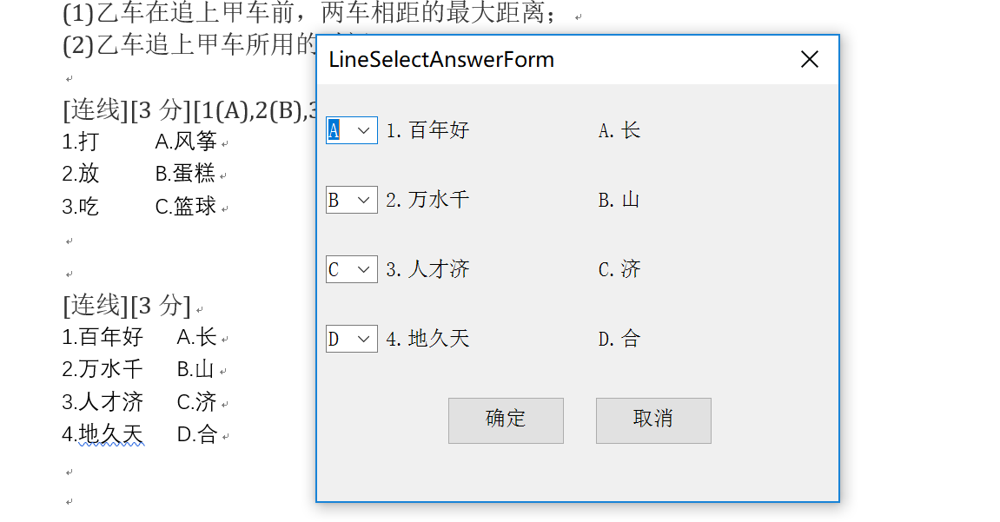 (1)乙车在追上甲车前，两车相距的最大距离；
(2)乙车追上甲车所用的
[连线][3 分][1(A),2(B),3
1.打 A.风筝
2.放 B.蛋糕
3.吃 C.篮球
[连线][3 分]
1.百年好 A.长
2.万水千 B.山
3.人才济 C.济
4.地久天 D.合
LineSelectAnswerForm
A 1.百年好 A.长
B 2.万水千 B.山
C 3.人才济 C.济
D 4.地久天 D.合
确定 取消